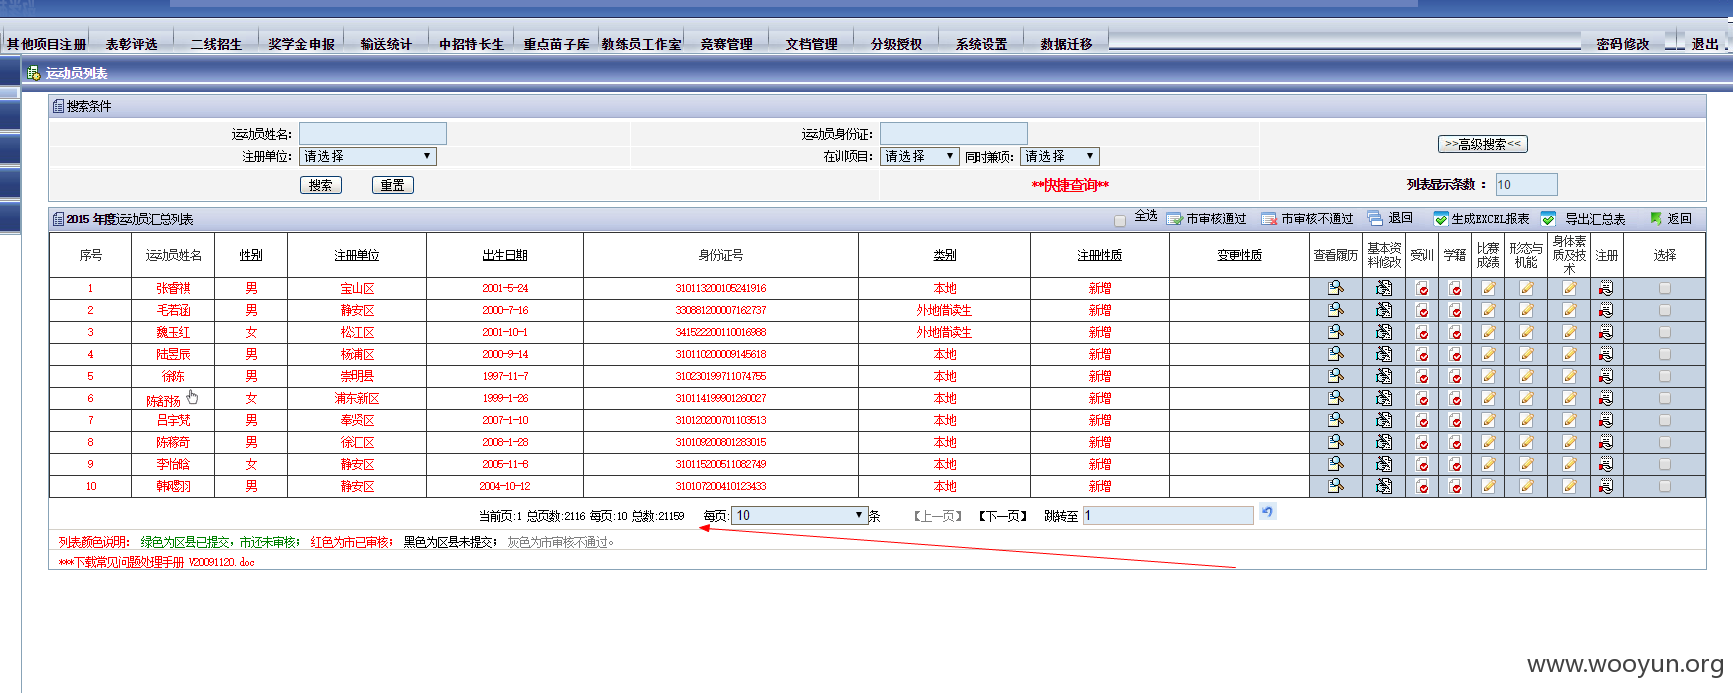 其他项目注册 表彰评选 二线招生 奖学金申报 输送统计 中招特长生 重点苗子库 教练员工作室 竞赛管理 文档管理 分级授权 系统设置 数据迁移 密码修改 退出
运动员列表
搜索条件
运动员姓名: 运动员身份证:
>>高级搜索<<
注册单位: 请选择 在训项目: 请选择 同时兼项: 请选择
搜索 重置 **快捷查询** 列表显示条数 : 10
2015 年度运动员汇总列表 全选 市审核通过 市审核不通过 退回 生成EXCEL报表 导出汇总表 返回
序号 运动员姓名 性别 注册单位 出生日期 身份证号 类别 注册性质 变更性质 查看履历 基本资料修改 受训 学籍 比赛成绩 形态与机能 身体素质及技术 注册 选择
1 张睿祺 男 宝山区 2001-5-24 310113200105241916 本地 新增
2 毛若涵 男 静安区 2000-7-16 330881200007162737 外地借读生 新增
3 魏玉红 女 松江区 2001-10-1 341522200110016988 外地借读生 新增
4 陆昱辰 男 杨浦区 2000-9-14 310110200009145618 本地 新增
5 徐陈 男 崇明县 1997-11-7 310230199711074755 本地 新增
6 陈舒扬 女 浦东新区 1999-1-26 310114199901260027 本地 新增
7 吕宇梵 男 奉贤区 2007-1-10 310120200701103513 本地 新增
8 陈稼奇 男 徐汇区 2008-1-28 310109200801283015 本地 新增
9 李怡晗 女 静安区 2005-11-8 310115200511082749 本地 新增
10 韩飔羽 男 静安区 2004-10-12 310107200410123433 本地 新增
当前页:1 总页数:2116 每页:10 总数:21159 每页: 10 条 【上一页】 【下一页】 跳转至 1
列表颜色说明: 绿色为区县已提交，市还未审核; 红色为市已审核; 黑色为区县未提交; 灰色为市审核不通过。
***下载常见问题处理手册 V20091120.doc
www.wooyun.org